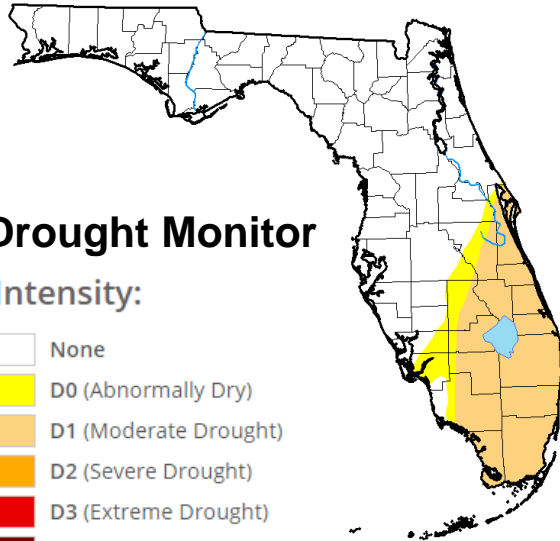 Drought Monitor
Intensity:
None
D0 (Abnormally Dry)
D1 (Moderate Drought)
D2 (Severe Drought)
D3 (Extreme Drought)